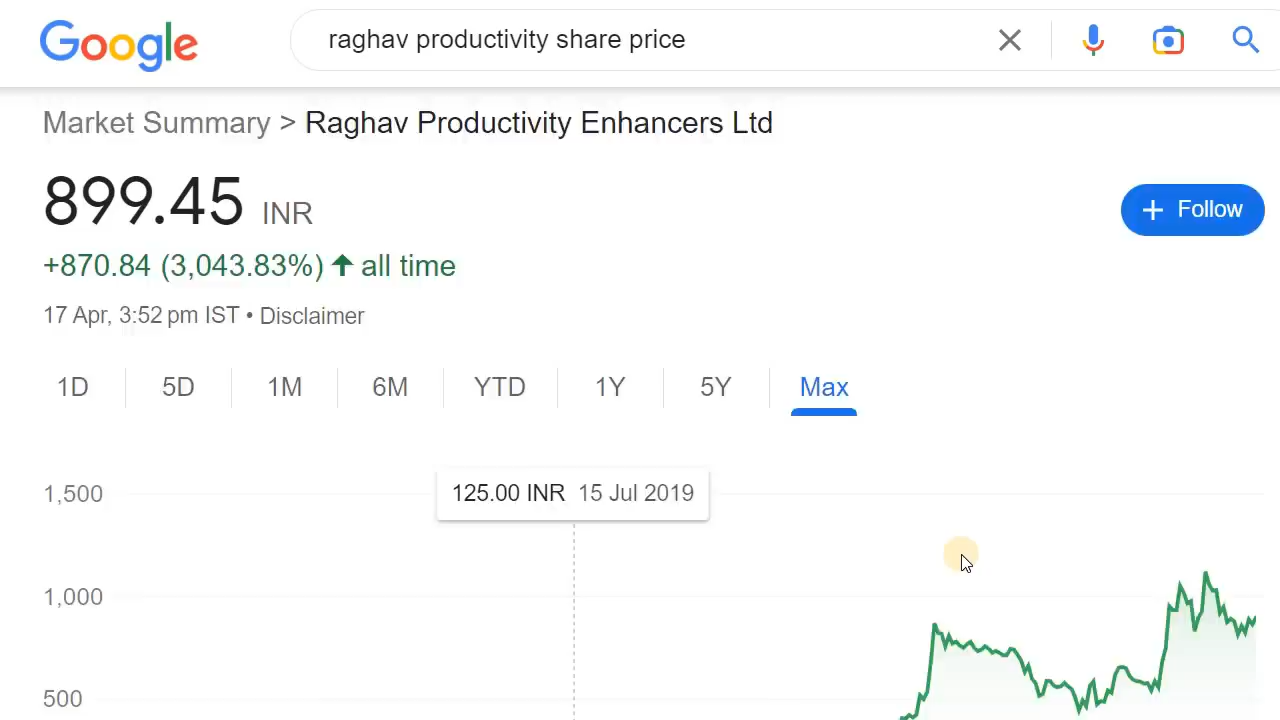 Google
raghav productivity share price
Market Summary > Raghav Productivity Enhancers Ltd
899.45 INR
+ Follow
+870.84 (3,043.83%) ↑ all time
17 Apr, 3:52 pm IST • Disclaimer
1D 5D 1M 6M YTD 1Y 5Y Max
125.00 INR 15 Jul 2019
1,500
1,000
500